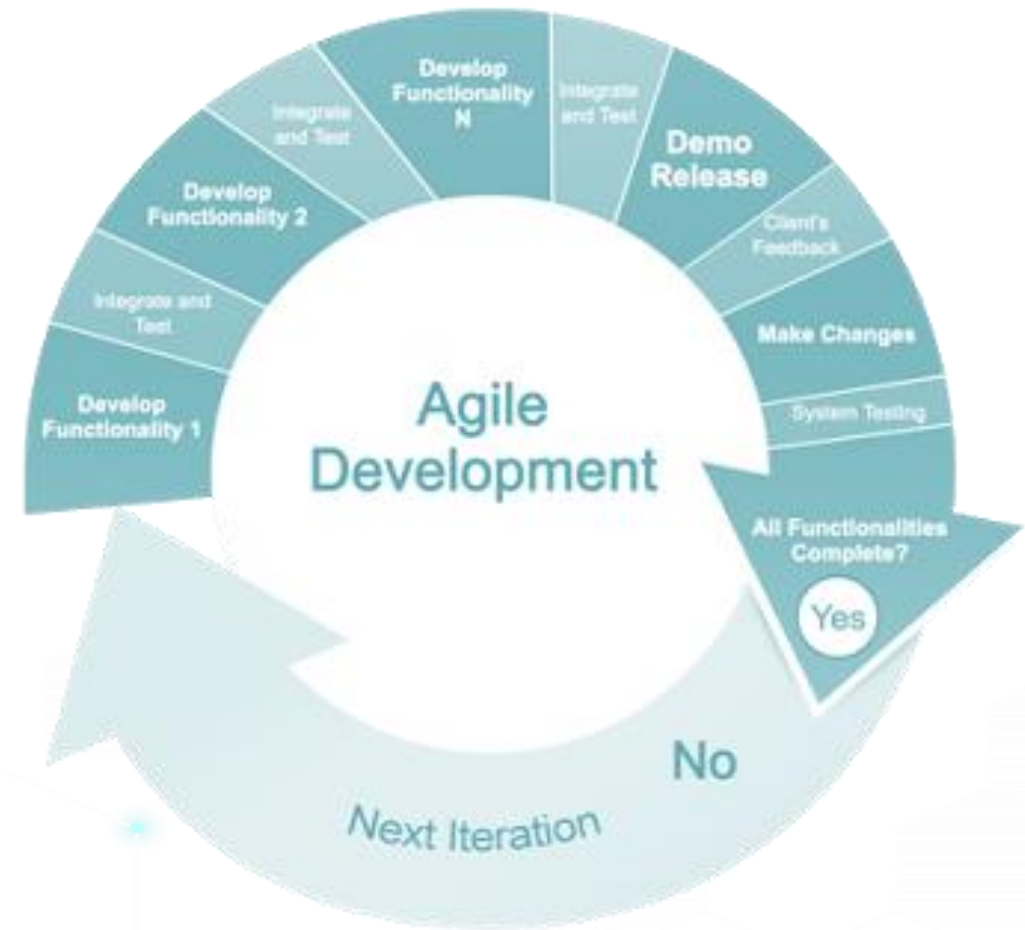 Develop
Functionality 1
Integrate and
Test
Develop
Functionality 2
Integrate
and Test
Develop
Functionality
N
Integrate
and Test
Demo
Release
Client's
Feedback
Make Changes
System Testing
All Functionalities
Complete?
Yes
No
Next Iteration
Agile
Development